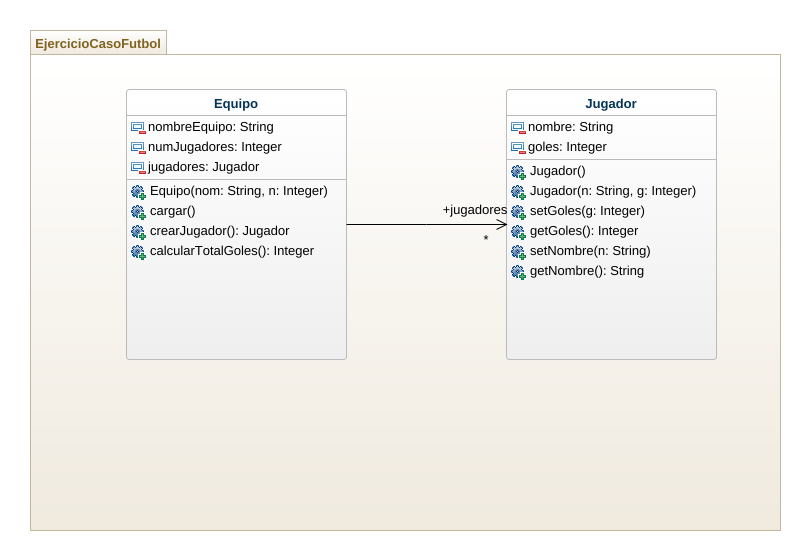 EjercicioCasoFutbol
Equipo
nombreEquipo: String
numJugadores: Integer
jugadores: Jugador
Equipo(nom: String, n: Integer)
cargar()
crearJugador(): Jugador
calcularTotalGoles(): Integer
+jugadores
*
Jugador
nombre: String
goles: Integer
Jugador()
Jugador(n: String, g: Integer)
setGoles(g: Integer)
getGoles(): Integer
setNombre(n: String)
getNombre(): String